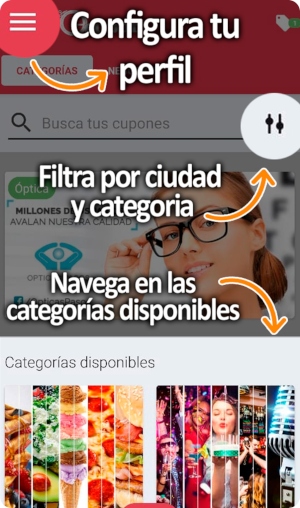 Configura tu
perfil
CATEGORÍAS
NE
Busca tus cupones
Filtra por ciudad
y categoria
Óptica
MILLONES DE
AVALAN NUESTRA CALIDAD
Navega en las
categorías disponibles
Categorías disponibles